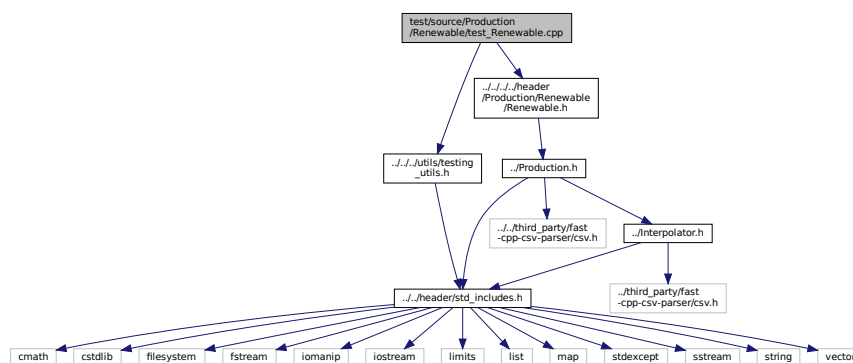 test/source/Production
/Renewable/test_Renewable.cpp
../../../../header
/Production/Renewable
/Renewable.h
../../../utils/testing
_utils.h
../Production.h
../../third_party/fast
-cpp-csv-parser/csv.h
../Interpolator.h
../third_party/fast
-cpp-csv-parser/csv.h
../../header/std_includes.h
cmath
cstdlib
filesystem
fstream
iomanip
iostream
limits
list
map
stdexcept
sstream
string
vector